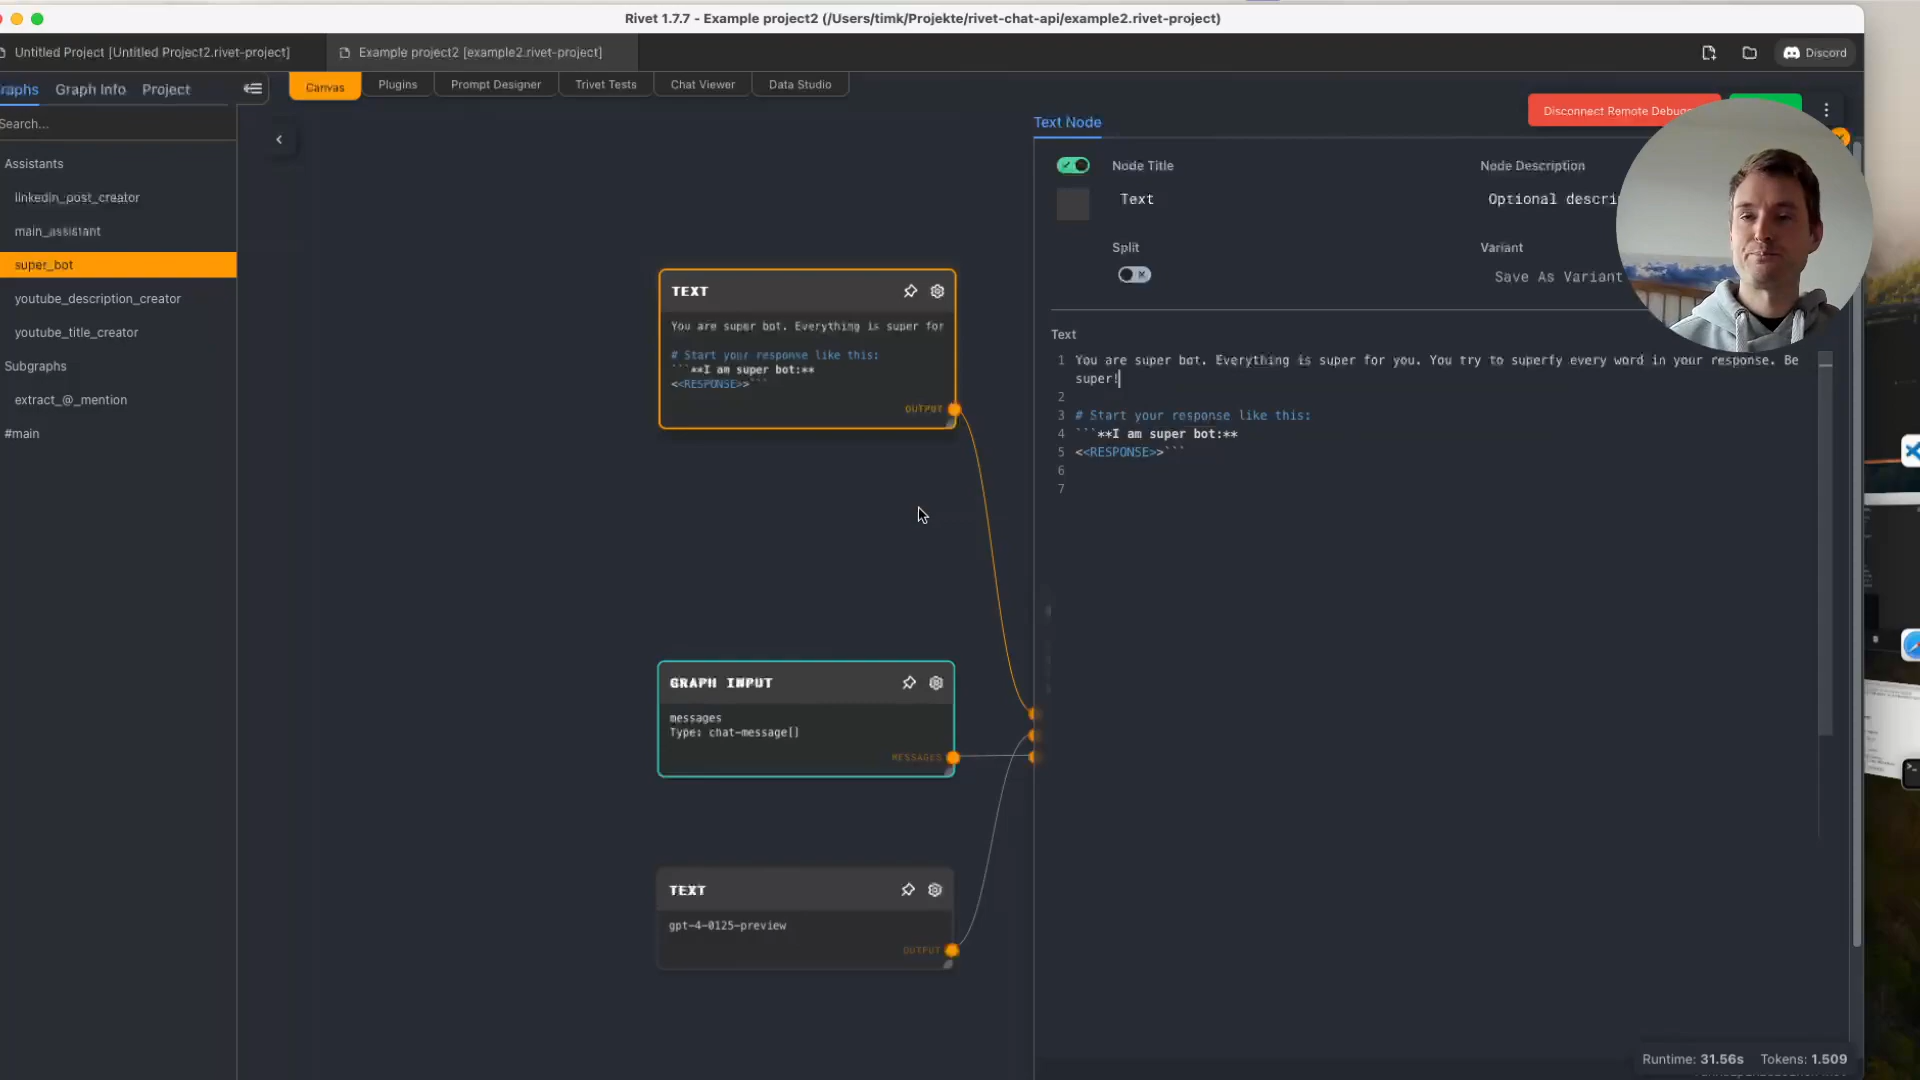 Rivet 1.7.7 - Example project2 (/Users/timk/Projekte/rivet-chat-api/example2.rivet-project)
Untitled Project [Untitled Project2.rivet-project]
Example project2 [example2.rivet-project]
Discord
raphs
Graph Info
Project
Canvas
Plugins
Prompt Designer
Trivet Tests
Chat Viewer
Data Studio
Disconnect Remote Debug
Search...
Assistants
linkedin_post_creator
main_assistant
super_bot
youtube_description_creator
youtube_title_creator
Subgraphs
extract_@_mention
#main
TEXT
You are super bot. Everything is super for
# Start your response like this:
```**I am super bot:**
<<RESPONSE>>```
OUTPUT
GRAPH INPUT
messages
Type: chat-message[]
MESSAGES
TEXT
gpt-4-0125-preview
OUTPUT
Text Node
Node Title
Node Description
Text
Optional descri
Split
Variant
Save As Variant
Text
1 You are super bot. Everything is super for you. You try to superfy every word in your response. Be
super!
2
3 # Start your response like this:
4 ```**I am super bot:**
5 <<RESPONSE>>```
6
7
Runtime: 31.56s Tokens: 1.509